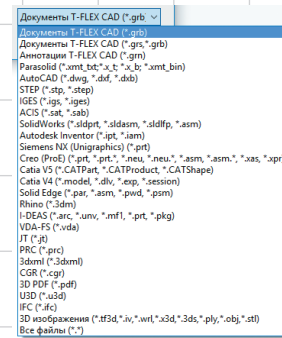 Документы T-FLEX CAD (*.grb)
Документы T-FLEX CAD (*.grb)
Документы T-FLEX CAD (*.grs,*.grb)
Аннотации T-FLEX CAD (*.grn)
Parasolid (*.xmt_txt;*.x_t; *.x_b; *.xmt_bin)
AutoCAD (*.dwg, *.dxf, *.dxb)
STEP (*.stp, *.step)
IGES (*.igs, *.iges)
ACIS (*.sat, *.sab)
SolidWorks (*.sldprt, *.sldasm, *.sldlfp, *.asm)
Autodesk Inventor (*.ipt, *.iam)
Siemens NX (Unigraphics) (*.prt)
Creo (ProE) (*.prt, *.prt.*, *.neu, *.neu.*, *.asm, *.asm.*, *.xas, *.xpr
Catia V5 (*.CATPart, *.CATProduct, *.CATShape)
Catia V4 (*.model, *.dlv, *.exp, *.session)
Solid Edge (*.par, *.asm, *.pwd, *.psm)
Rhino (*.3dm)
I-DEAS (*.arc, *.unv, *.mf1, *.prt, *.pkg)
VDA-FS (*.vda)
JT (*.jt)
PRC (*.prc)
3dxml (*.3dxml)
CGR (*.cgr)
3D PDF (*.pdf)
U3D (*.u3d)
IFC (*.ifc)
3D изображения (*.tf3d,*.iv,*.wrl,*.x3d,*.3ds,*.ply,*.obj,*.stl)
Все файлы (*.*)